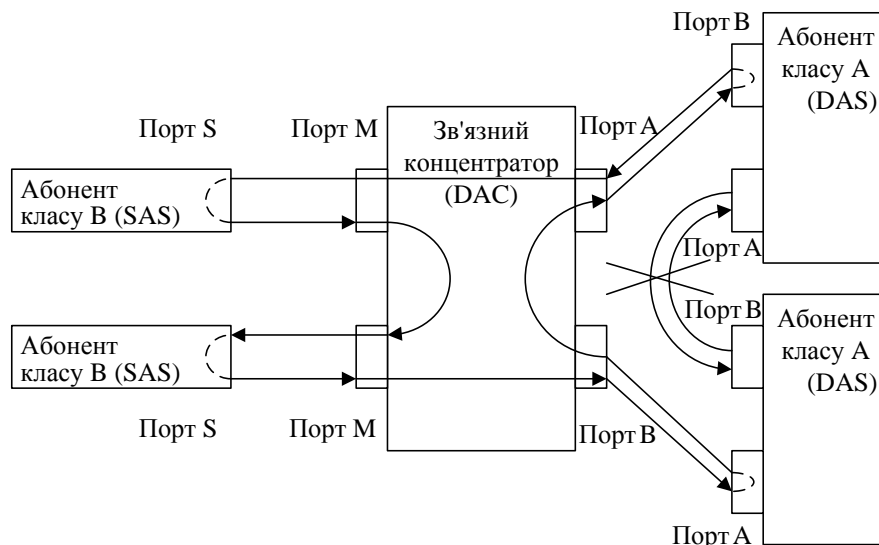 Порт B
Абонент
класу A
(DAS)
Порт S
Порт M
Зв'язний
концентратор
(DAC)
Порт A
Абонент
класу B (SAS)
Порт A
Порт B
Абонент
класу A
(DAS)
Абонент
класу B (SAS)
Порт S
Порт M
Порт B
Порт A